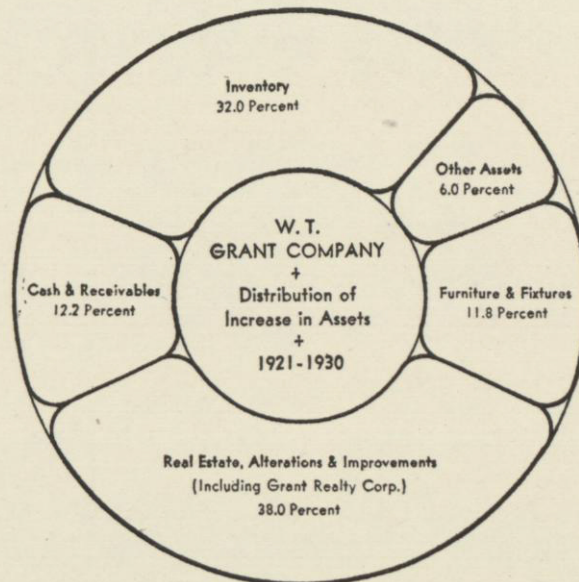 Inventory
32.0 Percent
Other Assets
6.0 Percent
W. T.
GRANT COMPANY
+
Distribution of
Increase in Assets
+
1921-1930
Cash & Receivables
12.2 Percent
Furniture & Fixtures
11.8 Percent
Real Estate, Alterations & Improvements
(Including Grant Realty Corp.)
38.0 Percent